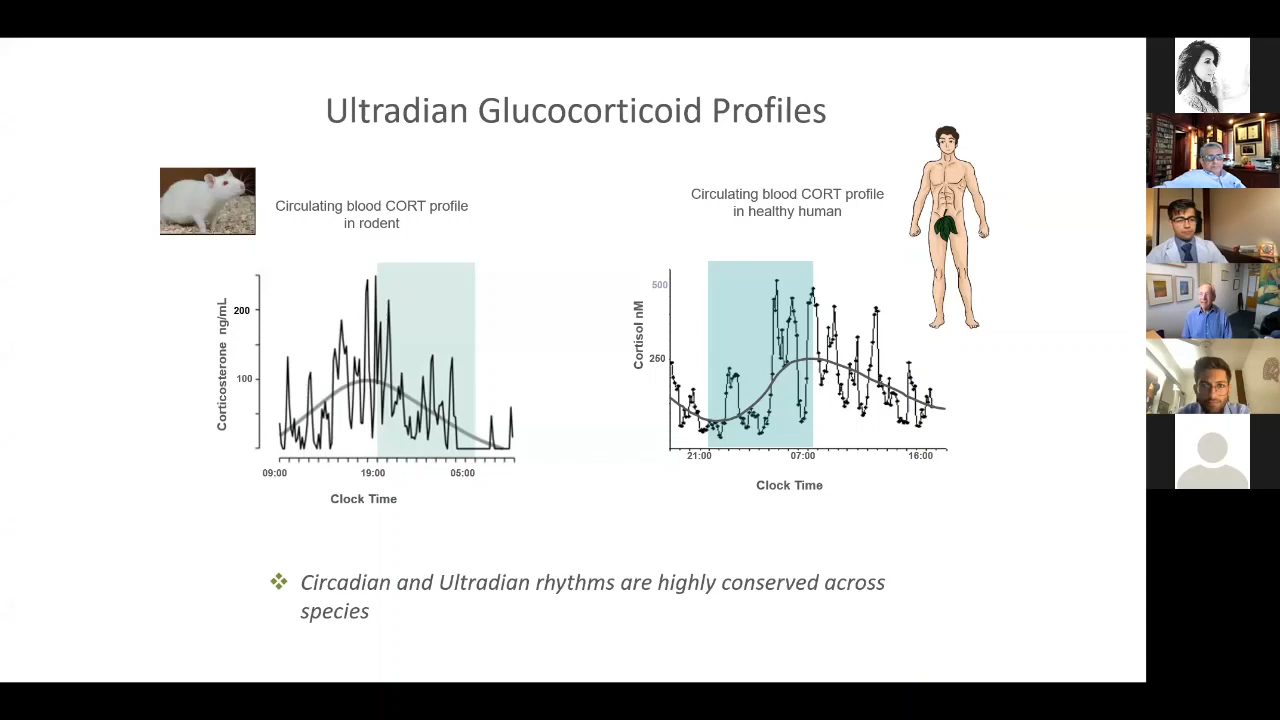 Ultradian Glucocorticoid Profiles
Circulating blood CORT profile
in rodent
Circulating blood CORT profile
in healthy human
Corticosterone ng/mL
200
100
09:00
19:00
05:00
Clock Time
Cortisol nM
500
250
21:00
07:00
16:00
Clock Time
❖ Circadian and Ultradian rhythms are highly conserved across
species